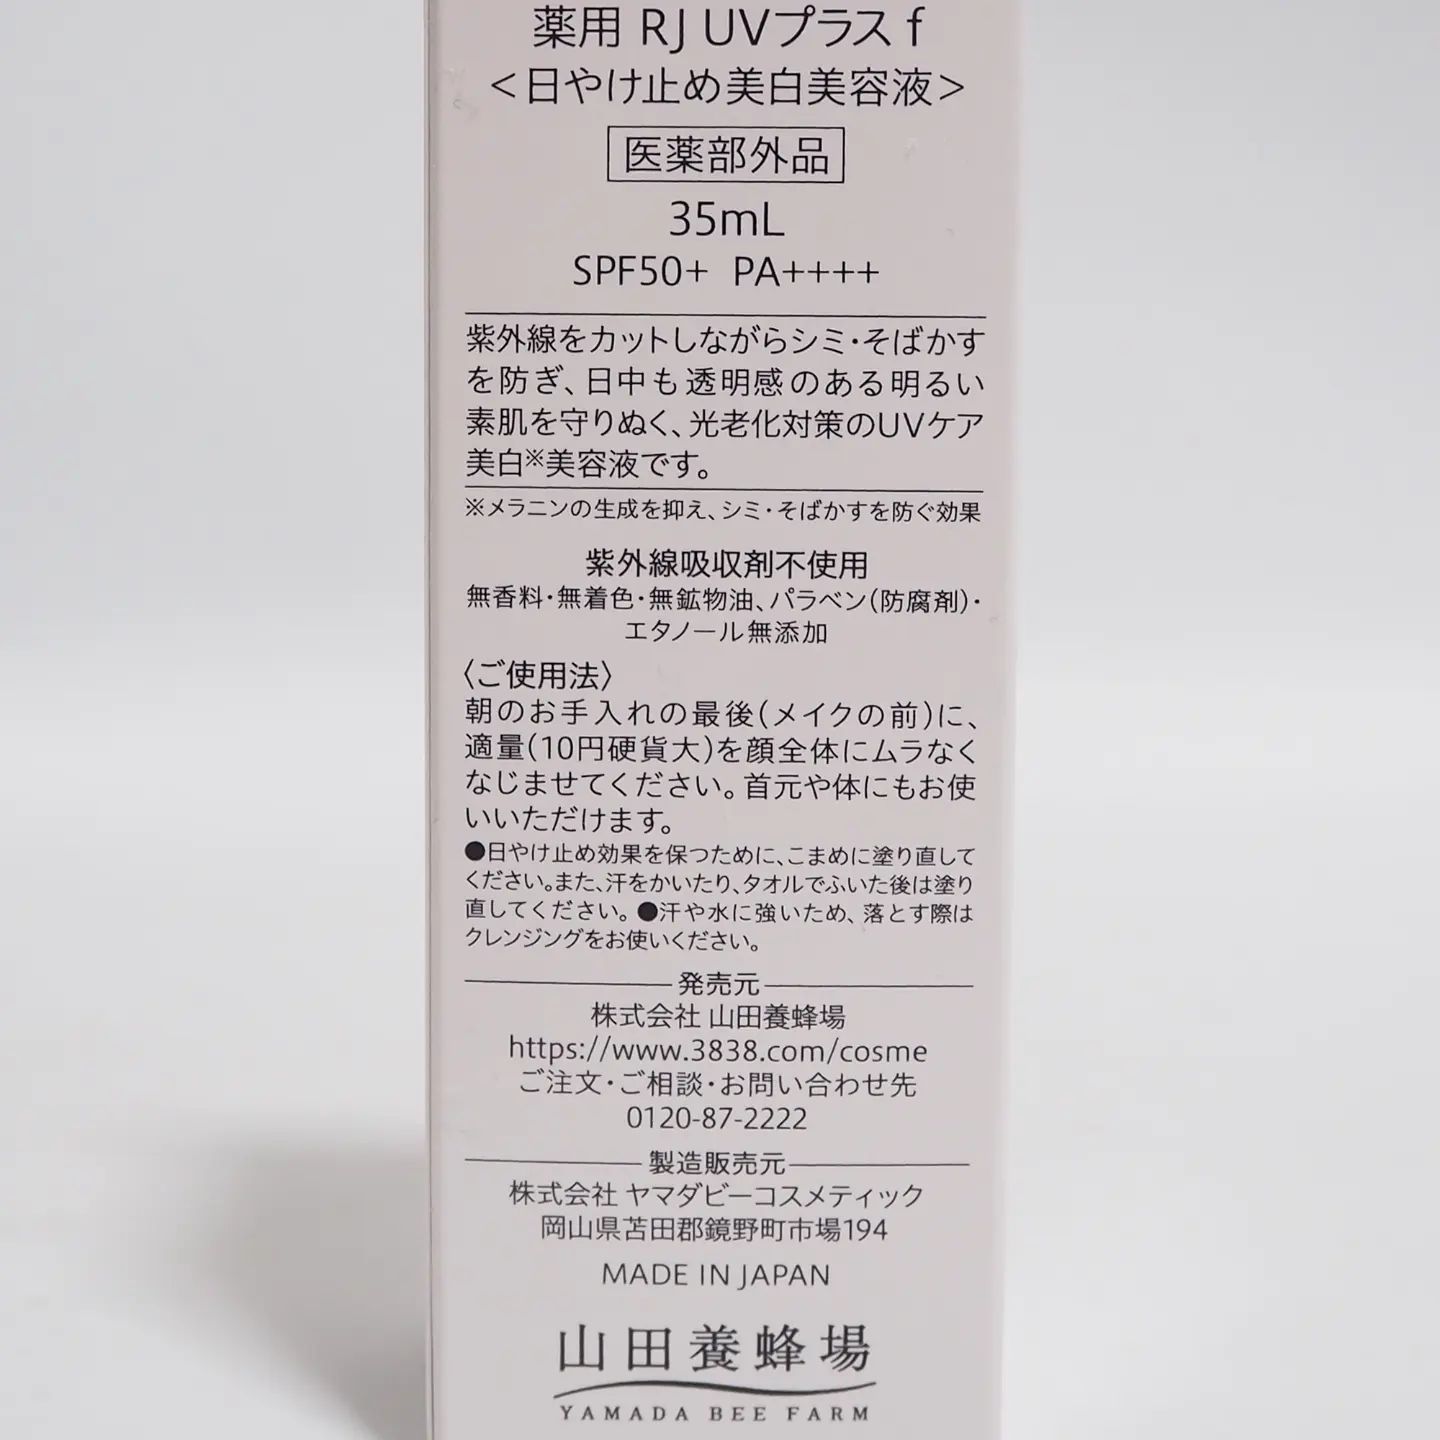 薬用 RJ UVプラス f
＜日やけ止め美白美容液＞
医薬部外品
35mL
SPF50+ PA++++
紫外線をカットしながらシミ・そばかす
を防ぎ、日中も透明感のある明るい
素肌を守りぬく、光老化対策のUVケア
美白※美容液です。
※メラニンの生成を抑え、シミ・そばかすを防ぐ効果
紫外線吸収剤不使用
無香料・無着色・無鉱物油、パラベン(防腐剤)・
エタノール無添加
〈ご使用法〉
朝のお手入れの最後(メイクの前)に、
適量(10円硬貨大)を顔全体にムラなく
なじませてください。首元や体にもお使
いいただけます。
●日やけ止め効果を保つために、こまめに塗り直して
ください。また、汗をかいたり、タオルでふいた後は塗り
直してください。●汗や水に強いため、落とす際は
クレンジングをお使いください。
発売元
株式会社 山田養蜂場
https://www.3838.com/cosme
ご注文・ご相談・お問い合わせ先
0120-87-2222
製造販売元
株式会社 ヤマダビーコスメティック
岡山県苫田郡鏡野町市場194
MADE IN JAPAN
山田養蜂場
YAMADA BEE FARM